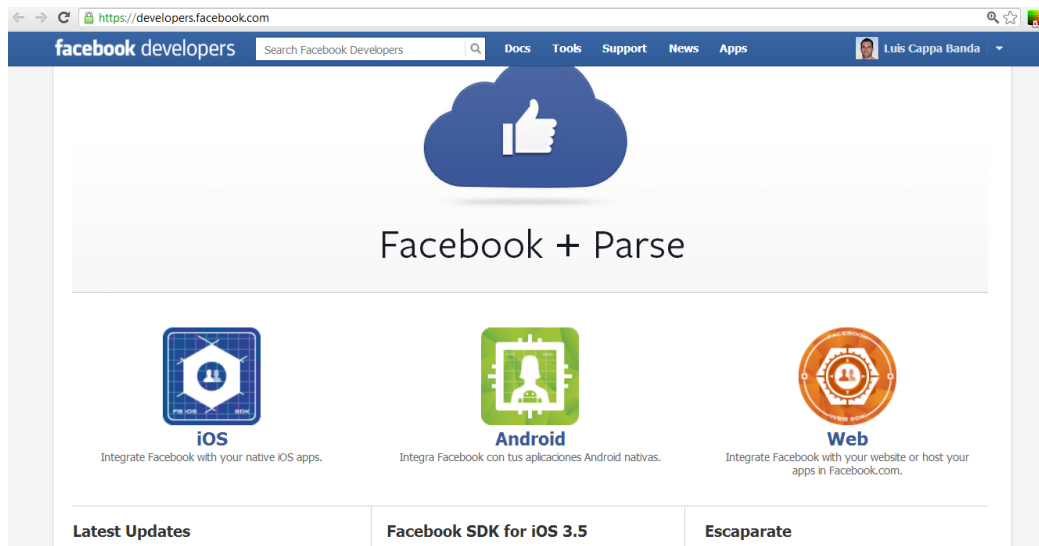 https://developers.facebook.com
facebook developers Search Facebook Developers Docs Tools Support News Apps Luis Cappa Banda
Facebook + Parse
FB iOS SDK
FACEBOOK
WEB SDK
iOS Android Web
Integrate Facebook with your native iOS apps. Integra Facebook con tus aplicaciones Android nativas. Integrate Facebook with your website or host your
apps in Facebook.com.
Latest Updates Facebook SDK for iOS 3.5 Escaparate